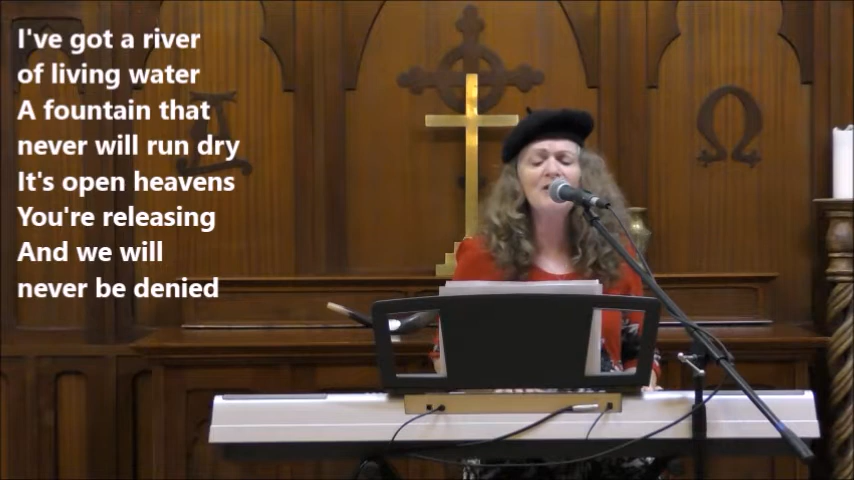 I've got a river
of living water
A fountain that
never will run dry
It's open heavens
You're releasing
And we will
never be denied
Ω